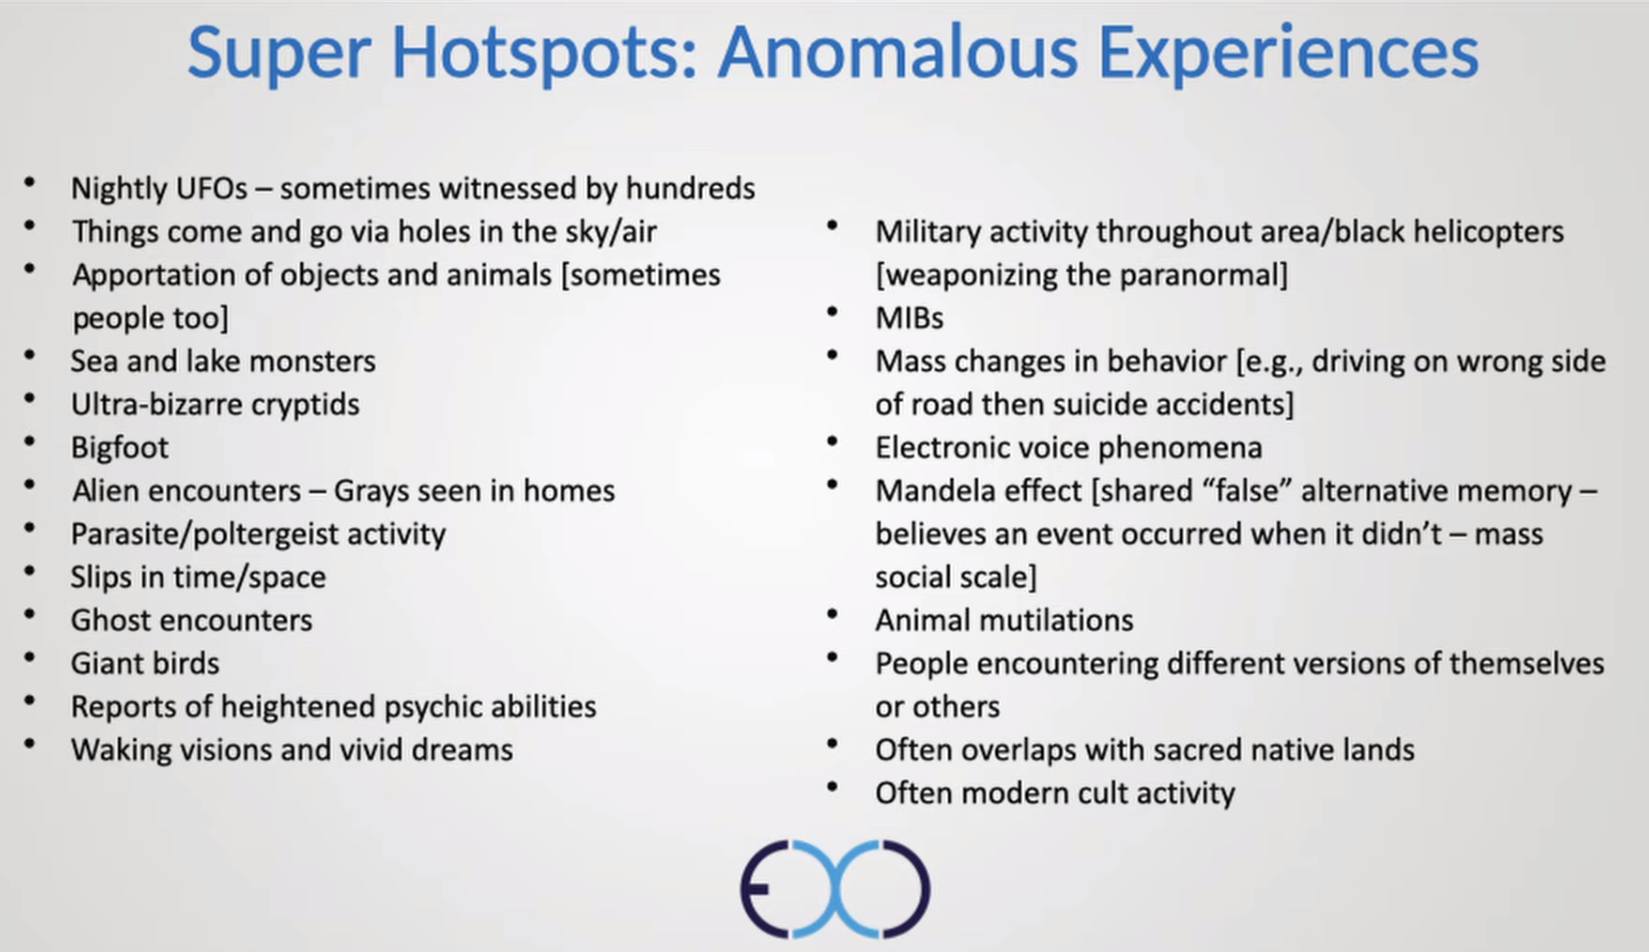 Super Hotspots: Anomalous Experiences
• Nightly UFOs – sometimes witnessed by hundreds
• Things come and go via holes in the sky/air
• Apportation of objects and animals [sometimes
people too]
• Sea and lake monsters
• Ultra-bizarre cryptids
• Bigfoot
• Alien encounters – Grays seen in homes
• Parasite/poltergeist activity
• Slips in time/space
• Ghost encounters
• Giant birds
• Reports of heightened psychic abilities
• Waking visions and vivid dreams
• Military activity throughout area/black helicopters
[weaponizing the paranormal]
• MIBs
• Mass changes in behavior [e.g., driving on wrong side
of road then suicide accidents]
• Electronic voice phenomena
• Mandela effect [shared “false” alternative memory –
believes an event occurred when it didn’t – mass
social scale]
• Animal mutilations
• People encountering different versions of themselves
or others
• Often overlaps with sacred native lands
• Often modern cult activity
EXO